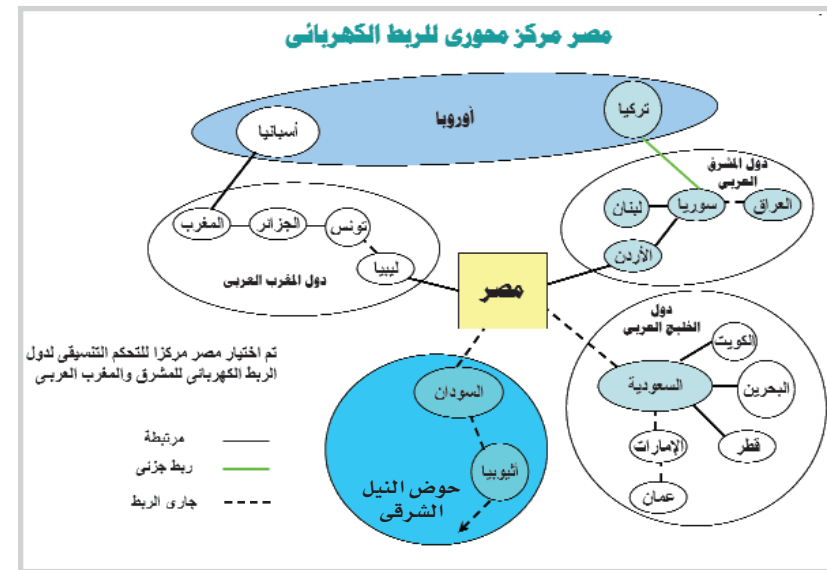 مصر مركز محورى للربط الكهربائى
أوروبا
تركيا
أسبانيا
دول المشرق
العربي
العراق
سوريا
لبنان
الأردن
المغرب
الجزائر
تونس
ليبيا
دول المغرب العربى
مصر
دول
الخليج العربي
الكويت
السعودية
البحرين
قطر
الإمارات
عمان
السودان
أثيوبيا
حوض النيل
الشرقى
تم اختيار مصر مركزا للتحكم التنسيقى لدول
الربط الكهربائى للمشرق والمغرب العربى
مرتبطة
ربط جزئى
جارى الربط